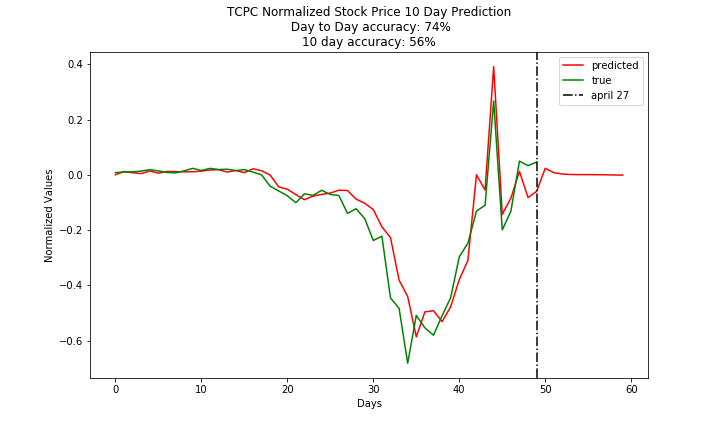 TCPC Normalized Stock Price 10 Day Prediction
Day to Day accuracy: 74%
10 day accuracy: 56%
predicted
true
april 27
Normalized Values
0.4
0.2
0.0
−0.2
−0.4
−0.6
0 10 20 30 40 50 60
Days